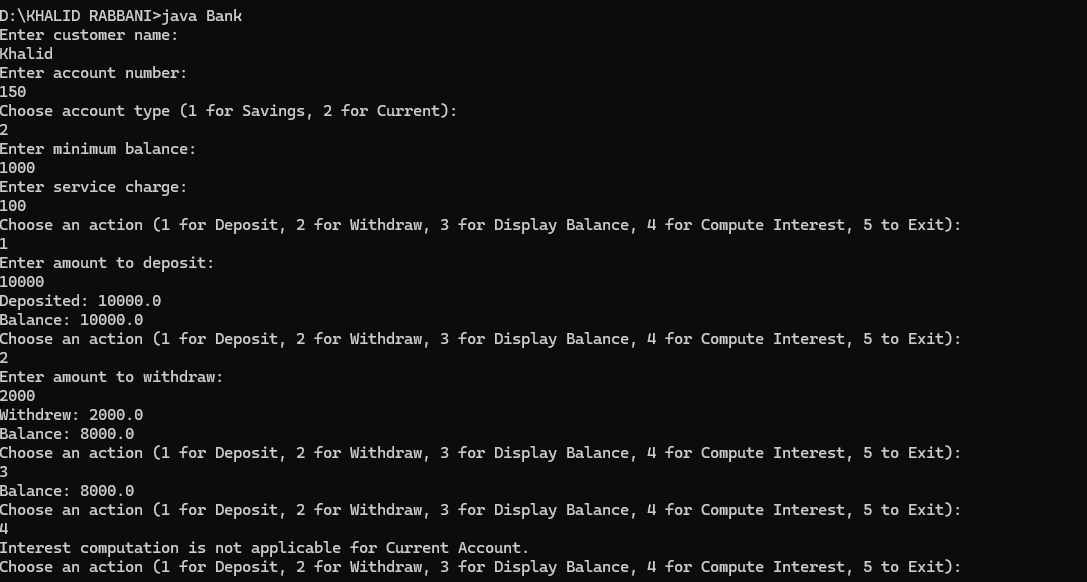 D:\KHALID RABBANI>java Bank
Enter customer name:
Khalid
Enter account number:
150
Choose account type (1 for Savings, 2 for Current):
2
Enter minimum balance:
1000
Enter service charge:
100
Choose an action (1 for Deposit, 2 for Withdraw, 3 for Display Balance, 4 for Compute Interest, 5 to Exit):
1
Enter amount to deposit:
10000
Deposited: 10000.0
Balance: 10000.0
Choose an action (1 for Deposit, 2 for Withdraw, 3 for Display Balance, 4 for Compute Interest, 5 to Exit):
2
Enter amount to withdraw:
2000
Withdrew: 2000.0
Balance: 8000.0
Choose an action (1 for Deposit, 2 for Withdraw, 3 for Display Balance, 4 for Compute Interest, 5 to Exit):
3
Balance: 8000.0
Choose an action (1 for Deposit, 2 for Withdraw, 3 for Display Balance, 4 for Compute Interest, 5 to Exit):
4
Interest computation is not applicable for Current Account.
Choose an action (1 for Deposit, 2 for Withdraw, 3 for Display Balance, 4 for Compute Interest, 5 to Exit):